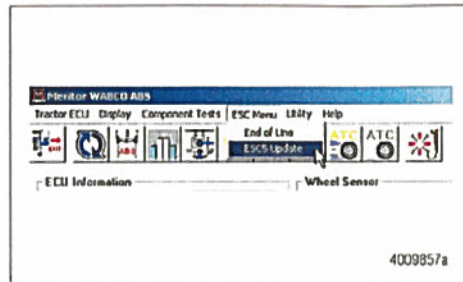 Meritor WABCO ABS
Tractor ECU Display Component Tests ESC Menu Utility Help
End of Line
ESCS Update
ABS
ATC
ATC
ECU Information
Wheel Sensor
4009857a